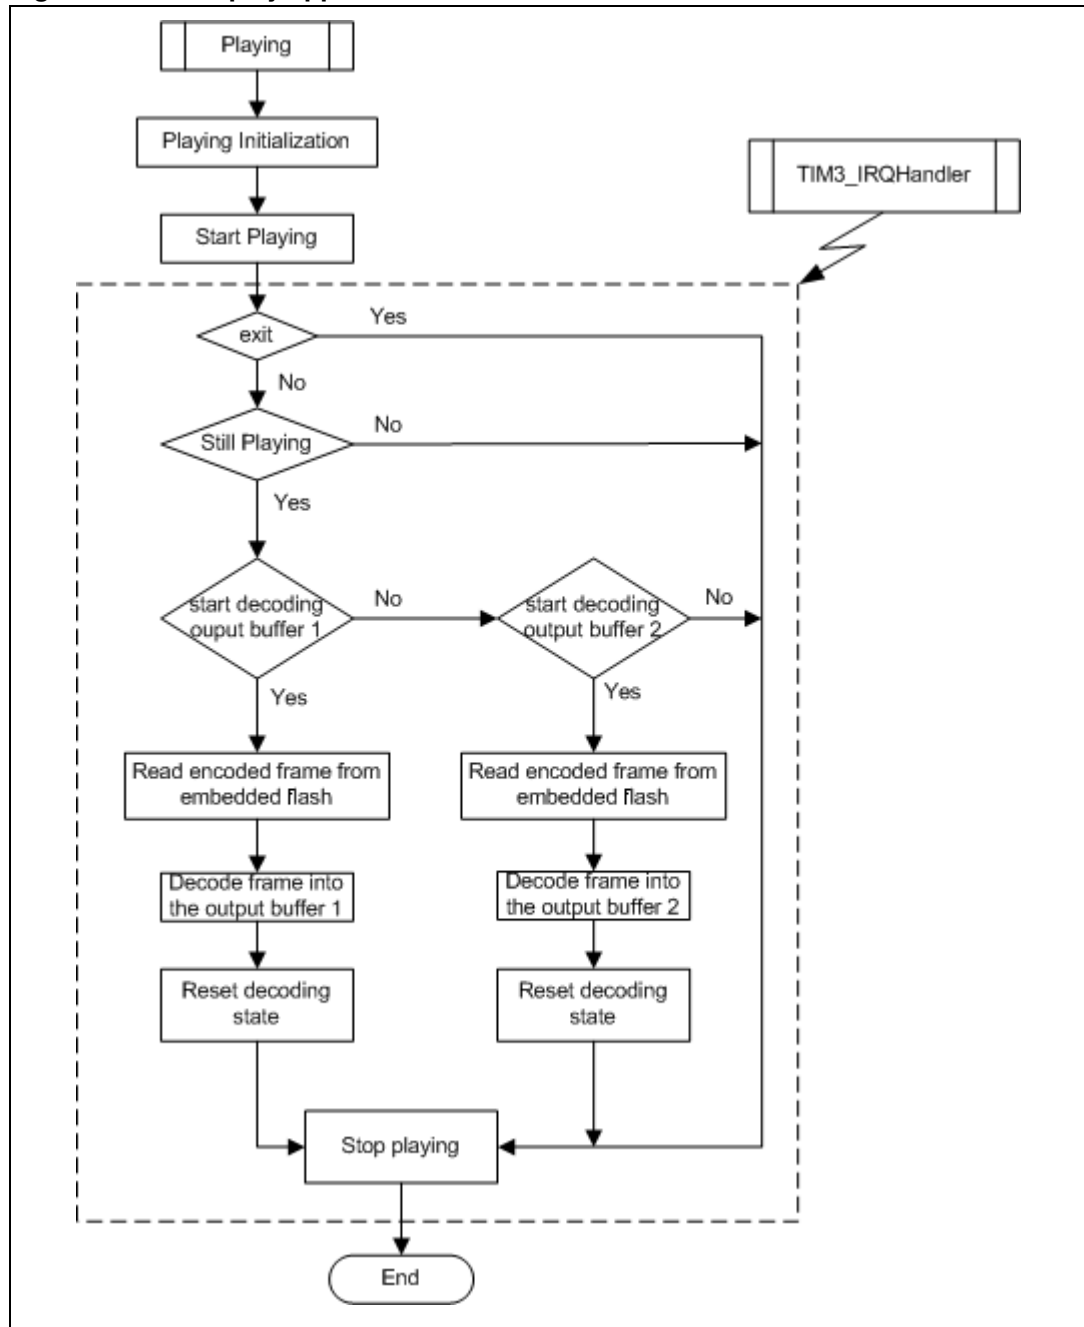 Playing
Playing Initialization
TIM3_IRQHandler
Start Playing
exit
Yes
No
Still Playing
No
Yes
start decoding
ouput buffer 1
No
start decoding
output buffer 2
No
Yes
Yes
Read encoded frame from
embedded flash
Read encoded frame from
embedded flash
Decode frame into
the output buffer 1
Decode frame into
the output buffer 2
Reset decoding
state
Reset decoding
state
Stop playing
End